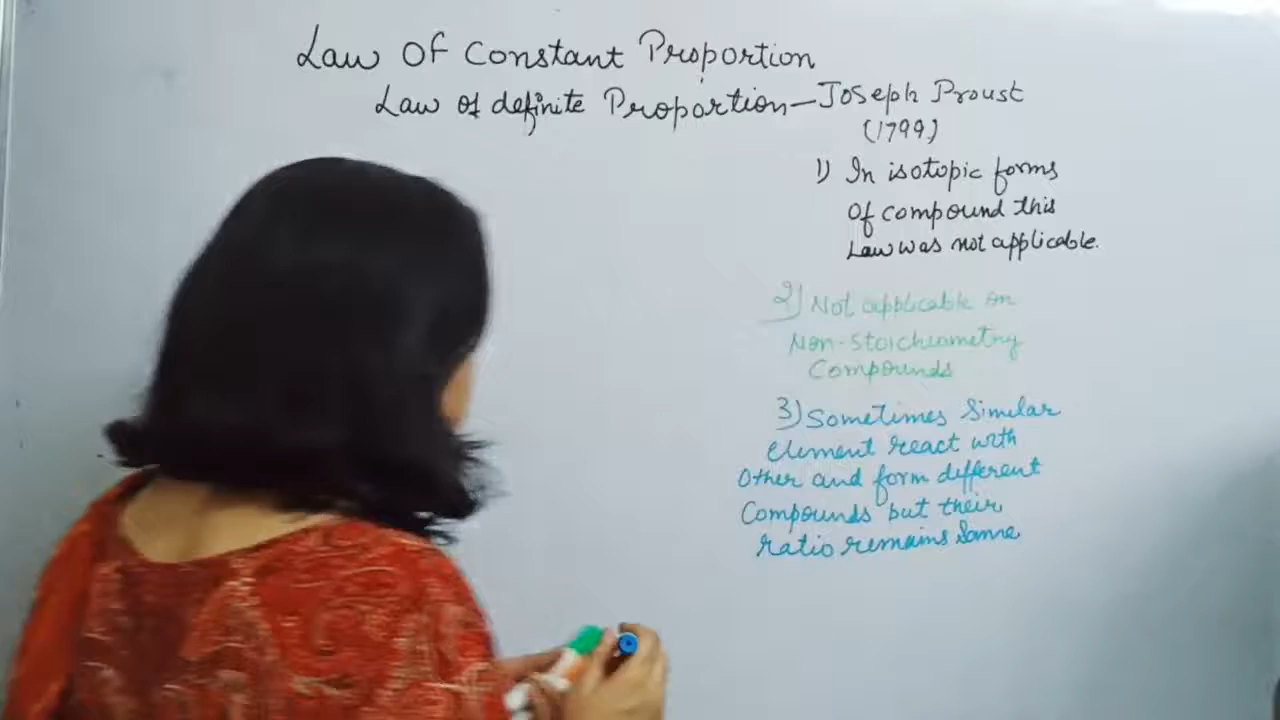 Law Of Constant Proportion
Law of definite Proportion - Joseph Proust
(1799)
1) In isotopic forms
Of compound this
Law was not applicable.
2) Not applicable on
Non-Stoichiometry
Compounds
3) Sometimes Similar
element react with
Other and form different
Compounds but their
ratio remains Same